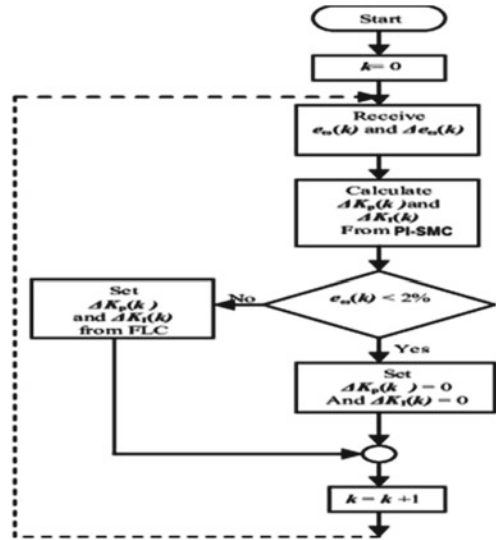 Start
k = 0
Receive
eω(k) and Δeω(k)
Calculate
ΔKp(k ) and
ΔKI(k)
From PI-SMC
eω(k) < 2%
No
Set
ΔKp(k )
and ΔKI(k)
from FLC
Yes
Set
ΔKp(k ) = 0
And ΔKI(k) = 0
k = k +1